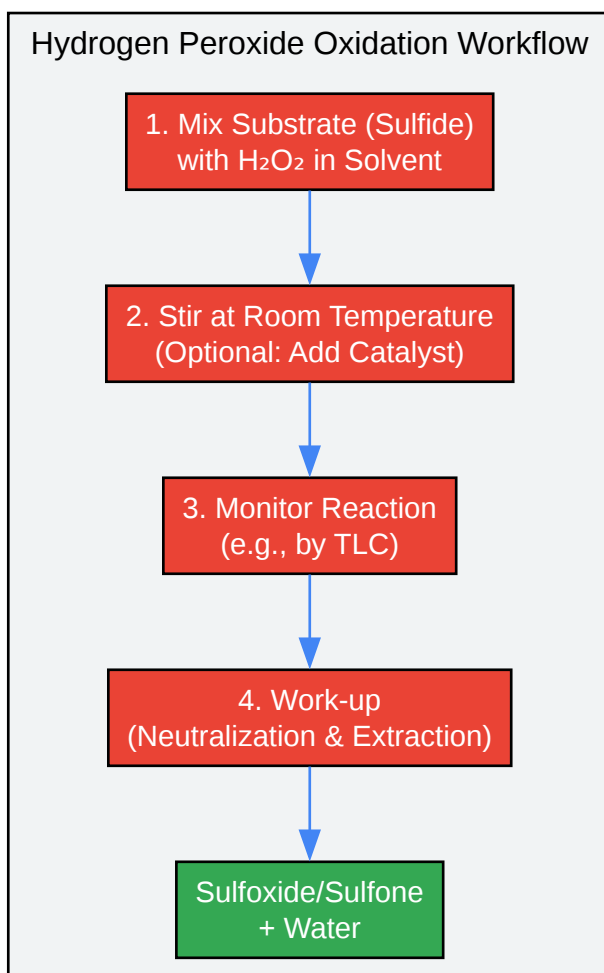 Hydrogen Peroxide Oxidation Workflow
1. Mix Substrate (Sulfide)
with H₂O₂ in Solvent
2. Stir at Room Temperature
(Optional: Add Catalyst)
3. Monitor Reaction
(e.g., by TLC)
4. Work-up
(Neutralization & Extraction)
Sulfoxide/Sulfone
+ Water